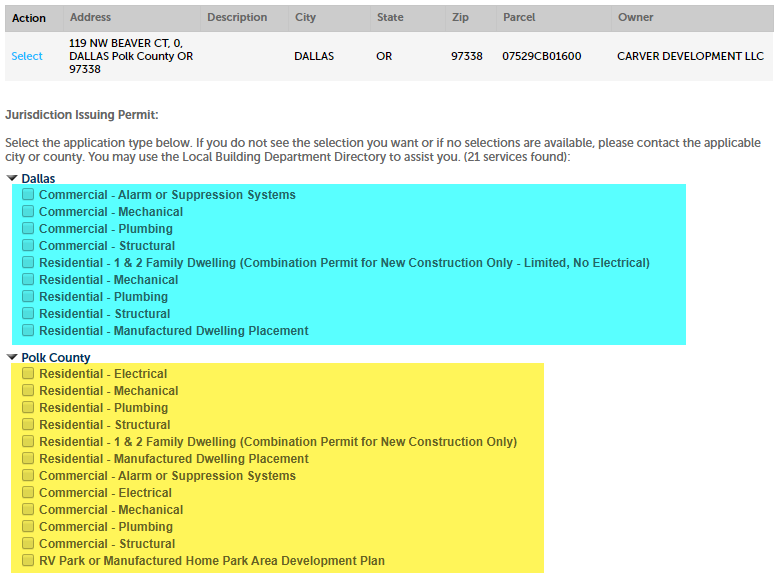 Action Address Description City State Zip Parcel Owner
119 NW BEAVER CT, 0,
Select DALLAS Polk County OR DALLAS OR 97338 07529CB01600 CARVER DEVELOPMENT LLC
97338
Jurisdiction Issuing Permit:
Select the application type below. If you do not see the selection you want or if no selections are available, please contact the applicable
city or county. You may use the Local Building Department Directory to assist you. (21 services found):
Dallas
Commercial - Alarm or Suppression Systems
Commercial - Mechanical
Commercial - Plumbing
Commercial - Structural
Residential - 1 & 2 Family Dwelling (Combination Permit for New Construction Only - Limited, No Electrical)
Residential - Mechanical
Residential - Plumbing
Residential - Structural
Residential - Manufactured Dwelling Placement
Polk County
Residential - Electrical
Residential - Mechanical
Residential - Plumbing
Residential - Structural
Residential - 1 & 2 Family Dwelling (Combination Permit for New Construction Only)
Residential - Manufactured Dwelling Placement
Commercial - Alarm or Suppression Systems
Commercial - Electrical
Commercial - Mechanical
Commercial - Plumbing
Commercial - Structural
RV Park or Manufactured Home Park Area Development Plan